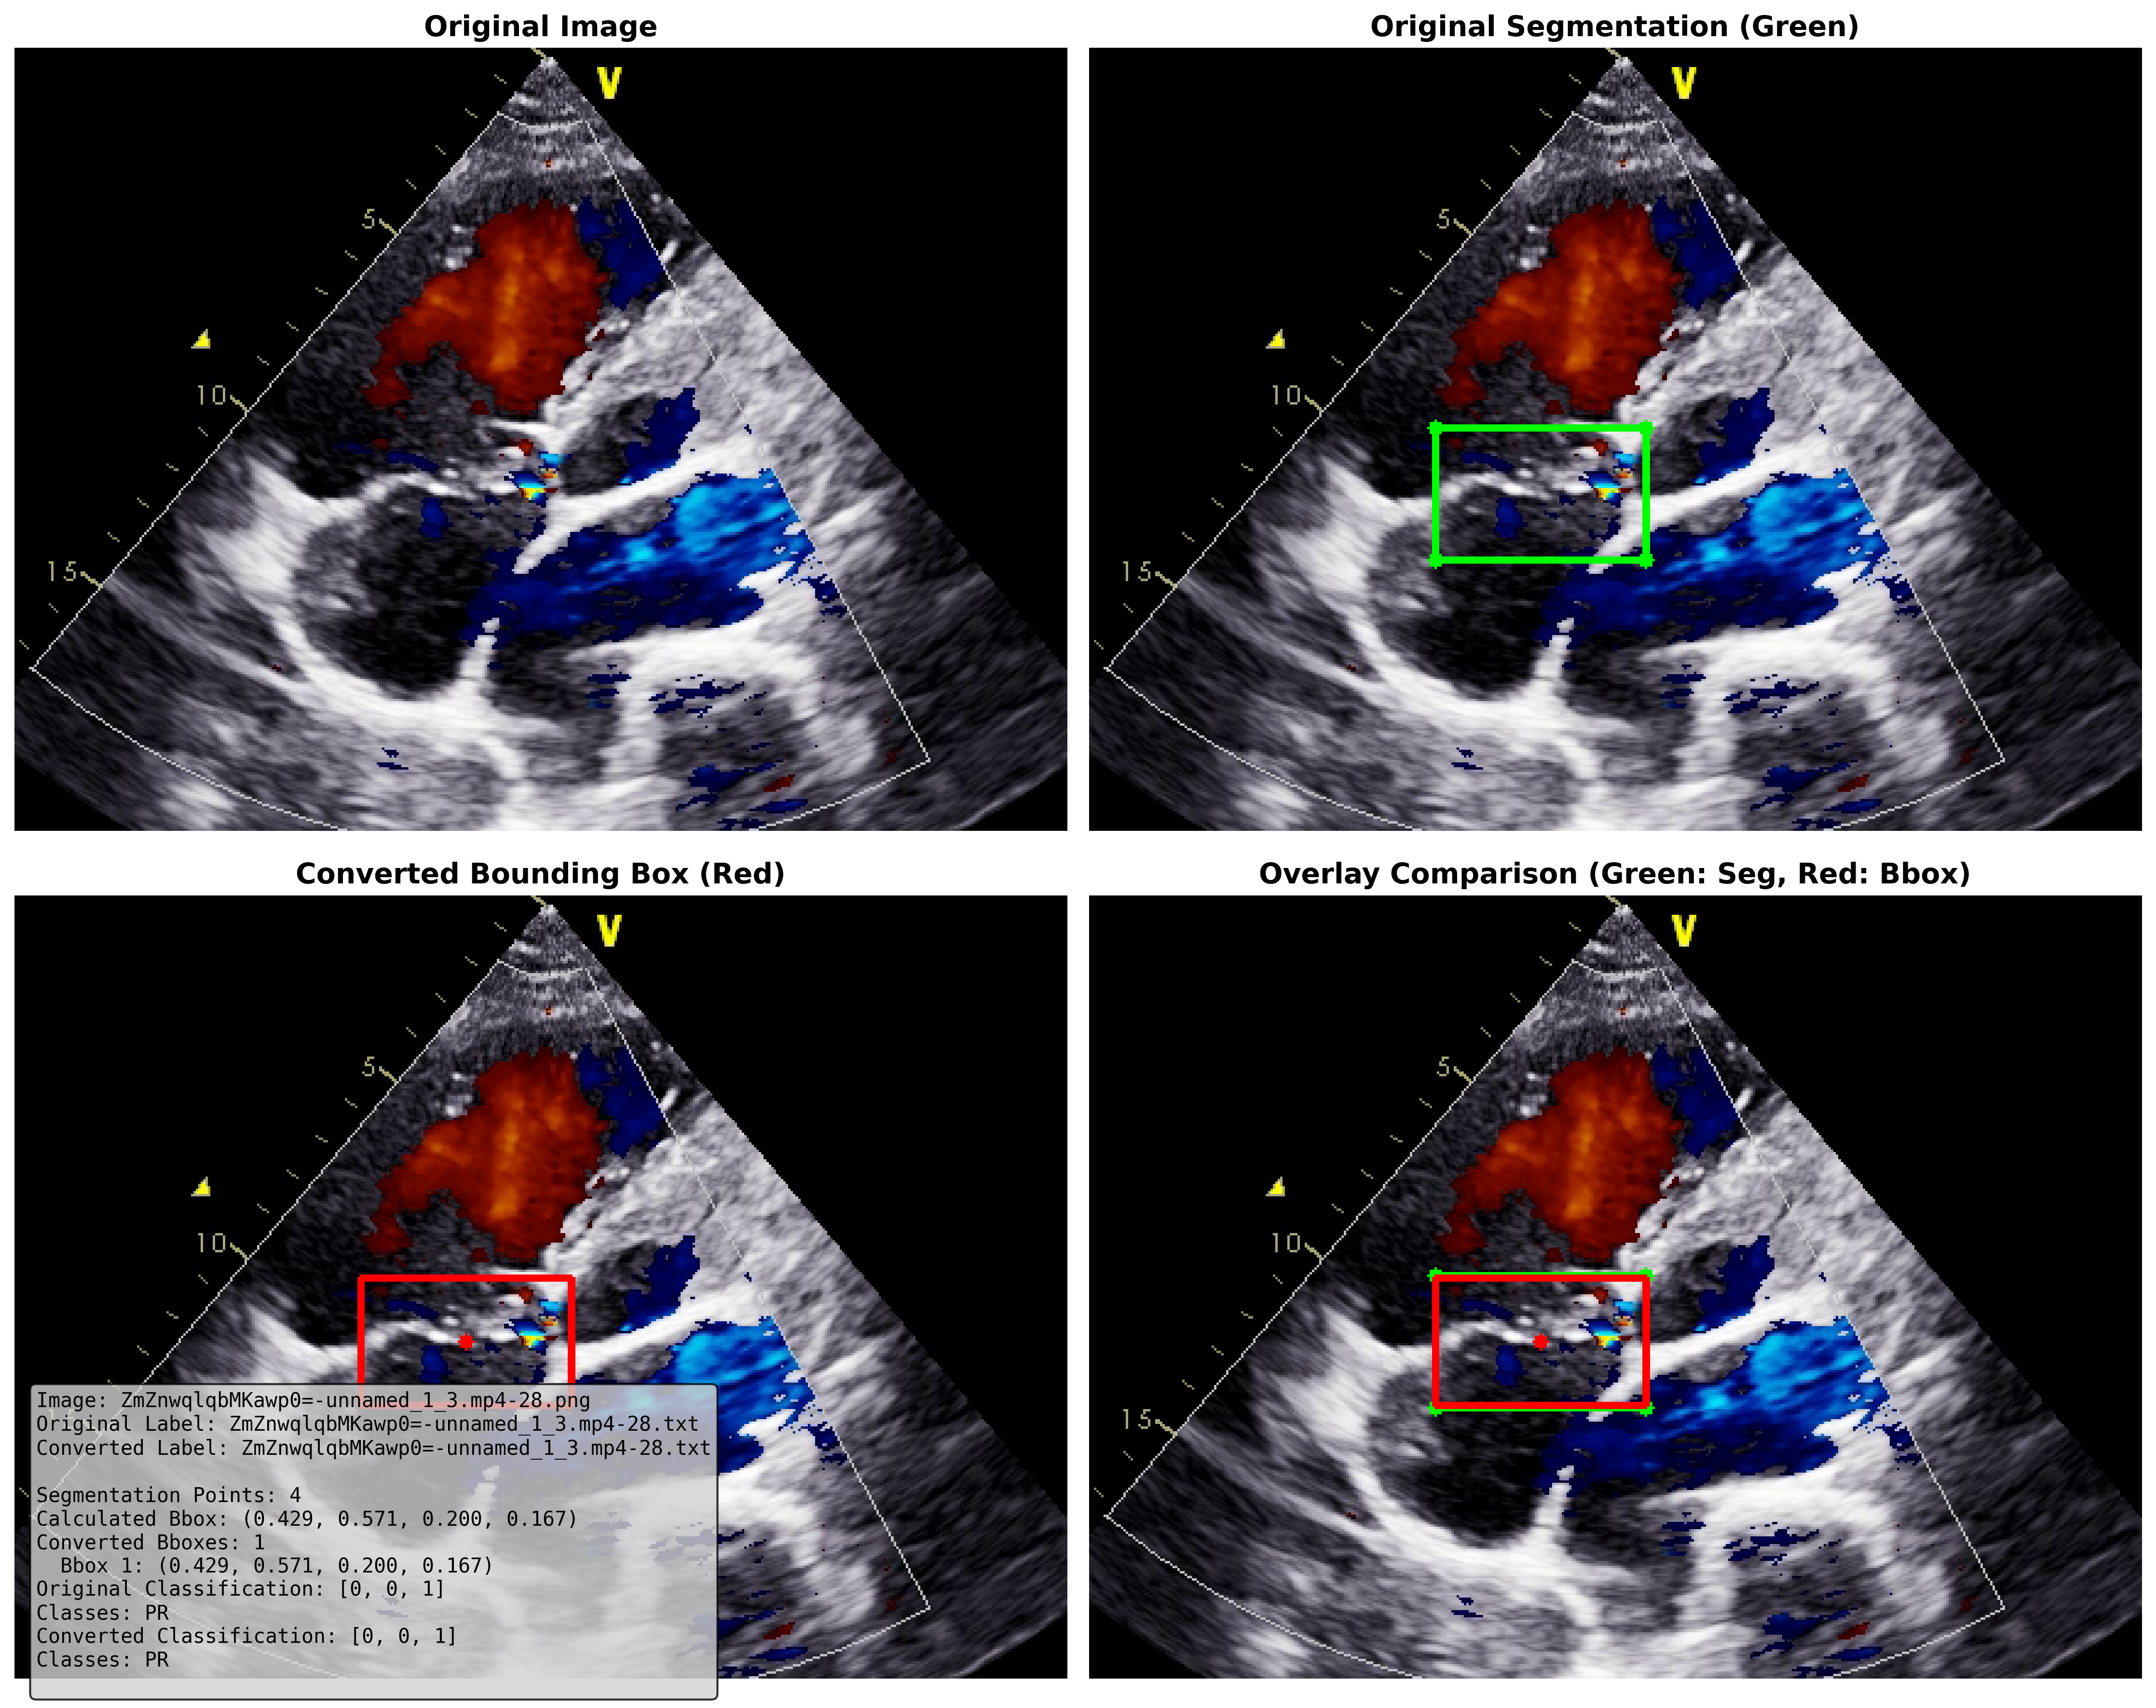 Original Image
Original Segmentation (Green)
V
5
10
15
V
5
10
15
Converted Bounding Box (Red)
Overlay Comparison (Green: Seg, Red: Bbox)
V
5
10
V
5
10
15
Image: ZmZnwqlqbMKawp0=-unnamed_1_3.mp4-28.png
Original Label: ZmZnwqlqbMKawp0=-unnamed_1_3.mp4-28.txt
Converted Label: ZmZnwqlqbMKawp0=-unnamed_1_3.mp4-28.txt
Segmentation Points: 4
Calculated Bbox: (0.429, 0.571, 0.200, 0.167)
Converted Bboxes: 1
Bbox 1: (0.429, 0.571, 0.200, 0.167)
Original Classification: [0, 0, 1]
Classes: PR
Converted Classification: [0, 0, 1]
Classes: PR